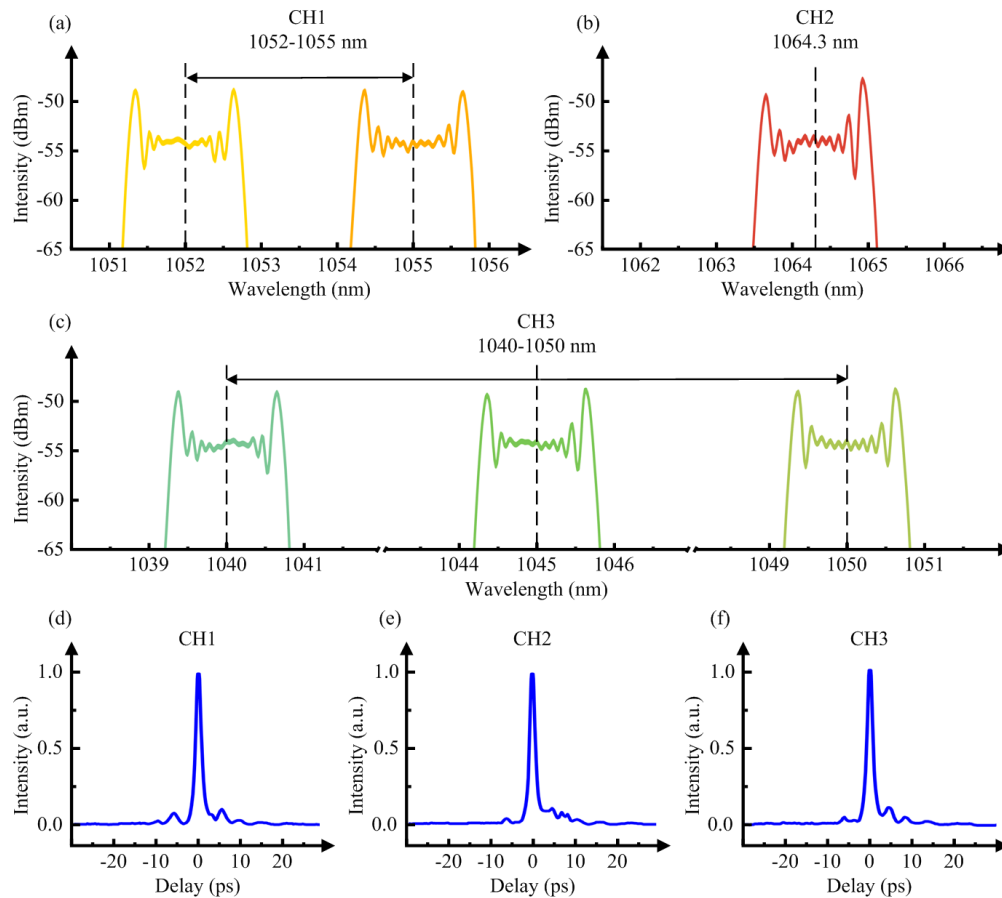 (a)
CH1
1052-1055 nm
Intensity (dBm)
-50
-55
-60
-65
1051 1052 1053 1054 1055 1056
Wavelength (nm)
(b)
CH2
1064.3 nm
Intensity (dBm)
-50
-55
-60
-65
1062 1063 1064 1065 1066
Wavelength (nm)
(c)
CH3
1040-1050 nm
Intensity (dBm)
-50
-55
-60
-65
1039 1040 1041 1044 1045 1046 1049 1050 1051
Wavelength (nm)
(d)
CH1
Intensity (a.u.)
1.0
0.5
0.0
-20 -10 0 10 20
Delay (ps)
(e)
CH2
Intensity (a.u.)
1.0
0.5
0.0
-20 -10 0 10 20
Delay (ps)
(f)
CH3
Intensity (a.u.)
1.0
0.5
0.0
-20 -10 0 10 20
Delay (ps)